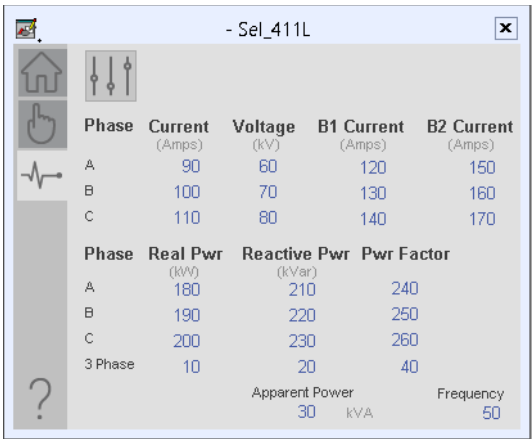 - Sel_411L
Phase Current Voltage B1 Current B2 Current
(Amps) (kV) (Amps) (Amps)
A 90 60 120 150
B 100 70 130 160
C 110 80 140 170
Phase Real Pwr Reactive Pwr Pwr Factor
(kW) (kVar)
A 180 210 240
B 190 220 250
C 200 230 260
3 Phase 10 20 40
Apparent Power Frequency
30 kVA 50
?